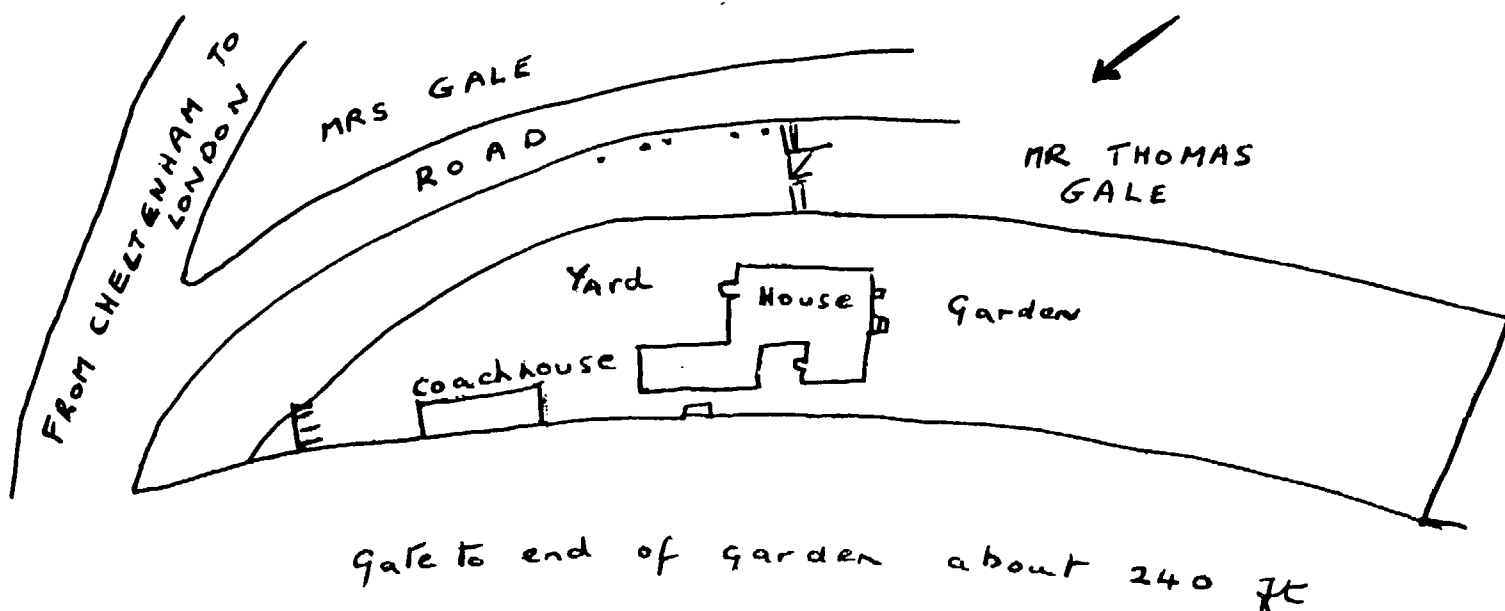 FROM CHELTENHAM TO
LONDON
MRS GALE
ROAD
MR THOMAS
GALE
Yard
House
Garden
Coachhouse
Gate to end of garden about 240 ft